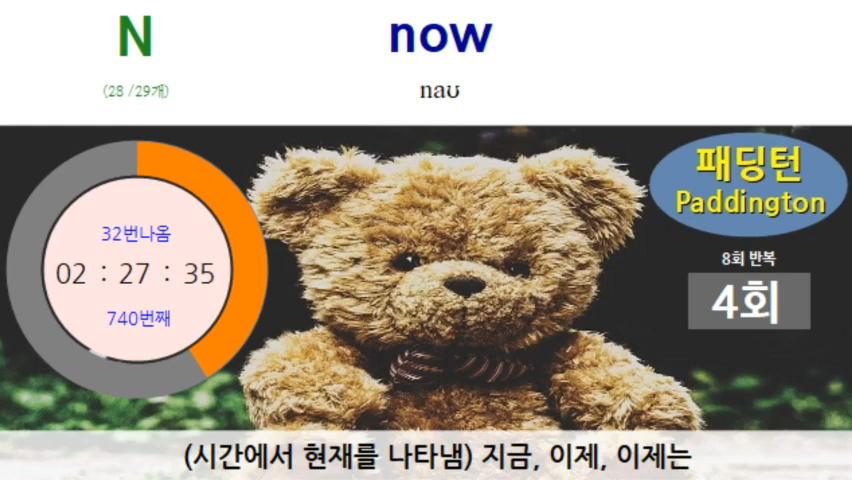 N
now
(28 /29개)
naʊ
패딩턴
Paddington
32번나옴
8회 반복
02 : 27 : 35
4회
740번째
(시간에서 현재를 나타냄) 지금, 이제, 이제는